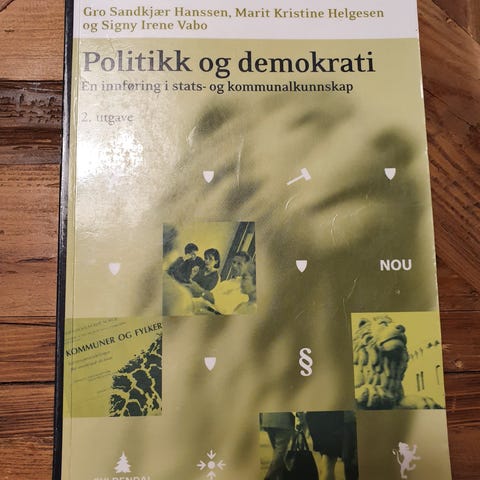 Gro Sandkjær Hanssen, Marit Kristine Helgesen
og Signy Irene Vabo
Politikk og demokrati
En innføring i stats- og kommunalkunnskap
2. utgave
NOU
KOMMUNER OG FYLKER
§
GYLDENDAL